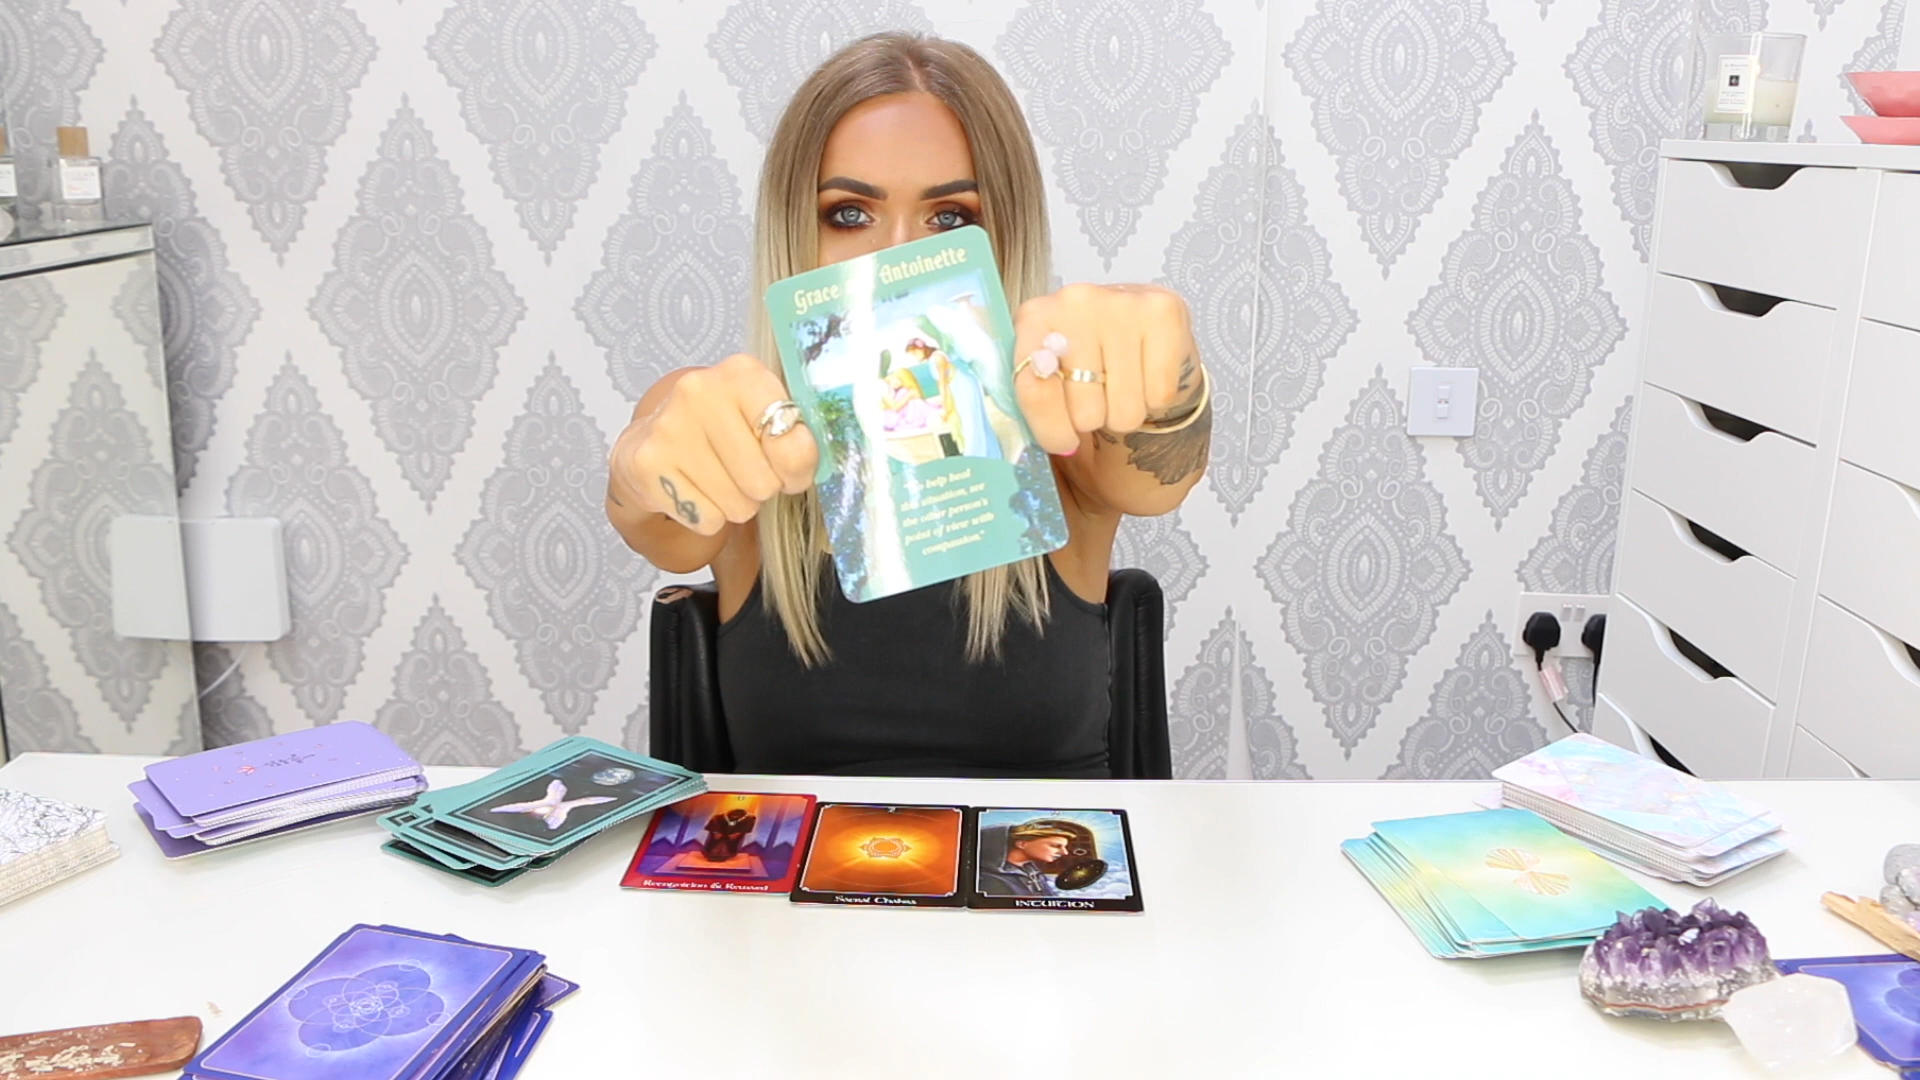 Grace Antoinette
help heal
this situation, see
the other person's
point of view with
compassion."
Recognition & Reward
Sacral Chakra
INTUITION